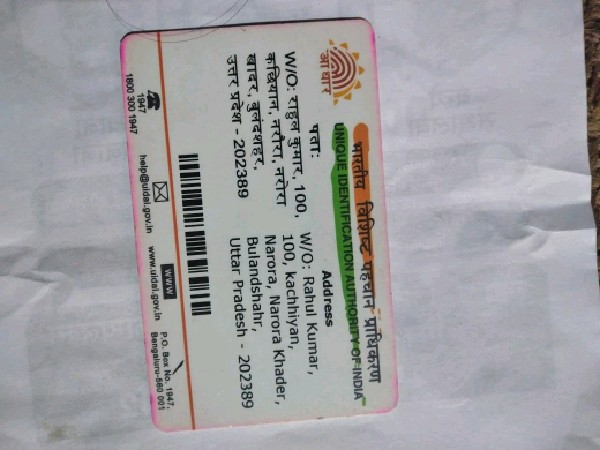 भारतीय विशिष्ट पहचान प्राधिकरण
UNIQUE IDENTIFICATION AUTHORITY OF INDIA
आधार
पता:
W/O: राहुल कुमार, 100,
कछियान, नरौरा, नरोरा
खादर, बुलंदशहर,
उत्तर प्रदेश - 202389
Address
W/O: Rahul Kumar,
100, kachhiyan,
Narora, Narora Khader,
Bulandshahr,
Uttar Pradesh - 202389
1947
1800 300 1947
help@uidai.gov.in
www
www.uidai.gov.in
P.O. Box No. 1947,
Bengaluru-560 001